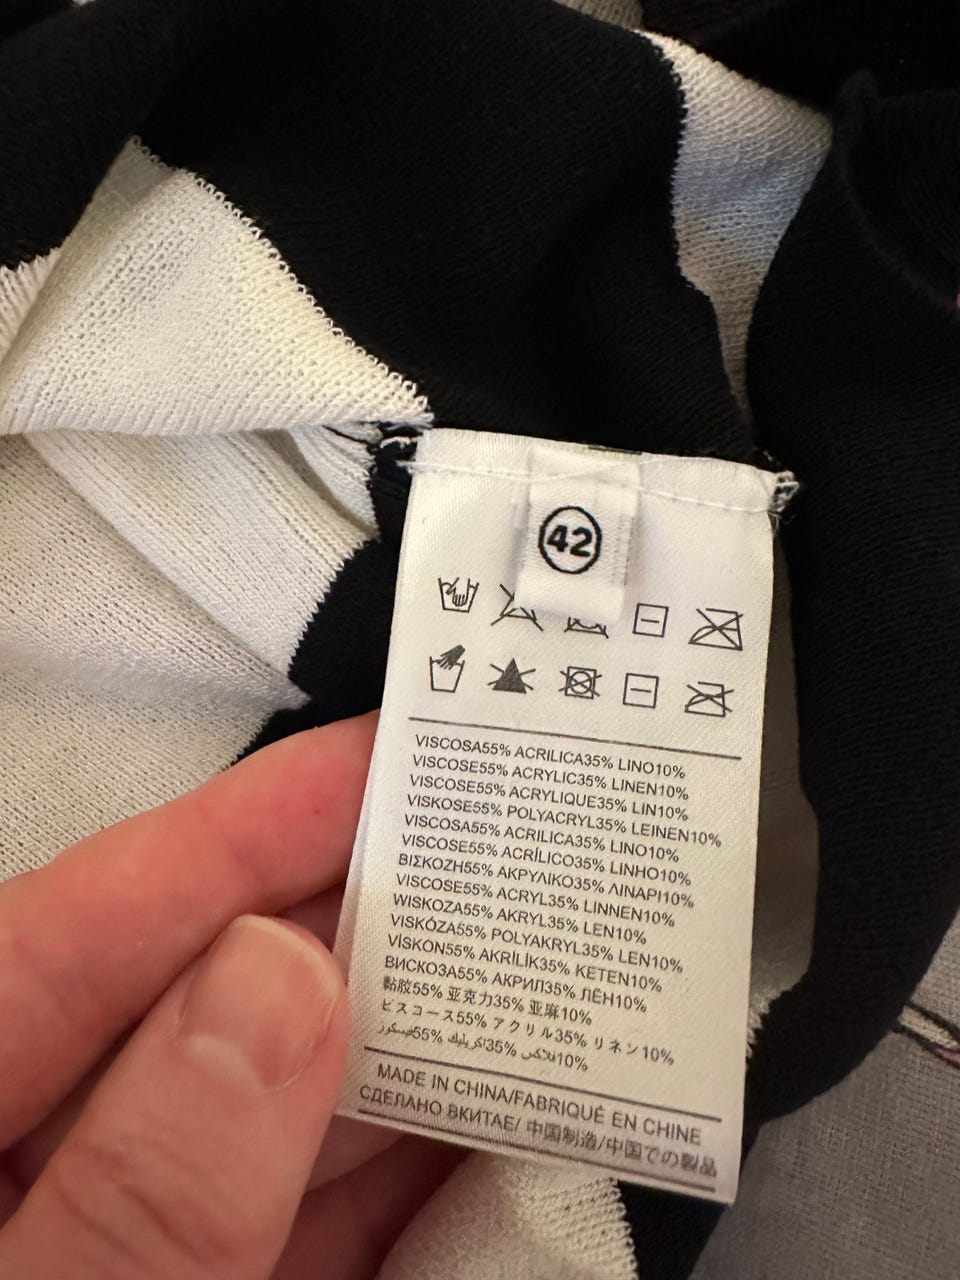 42
VISCOSA55% ACRILICA35% LINO10%
VISCOSE55% ACRYLIC35% LINEN10%
VISCOSE55% ACRYLIQUE35% LIN10%
VISKOSE55% POLYACRYL35% LEINEN10%
VISCOSA55% ACRILICA35% LINO10%
VISCOSE55% ACRÍLICO35% LINHO10%
ΒΙΣΚΟΖΗ55% ΑΚΡΥΛΙΚΟ35% ΛΙΝΑΡΙ10%
VISCOSE55% ACRYL35% LINNEN10%
WISKOZA55% AKRYL35% LEN10%
VISKÓZA55% POLYAKRYL35% LEN10%
VİSKON55% AKRİLİK35% KETEN10%
ВИСКОЗА55% АКРИЛ35% ЛЁН10%
黏胶55% 亚克力35% 亚麻10%
ビスコース55% アクリル35% リネン10%
55% 35% 10%
MADE IN CHINA/FABRIQUÉ EN CHINE
СДЕЛАНО ВКИТАЕ/ 中国制造/中国での製品